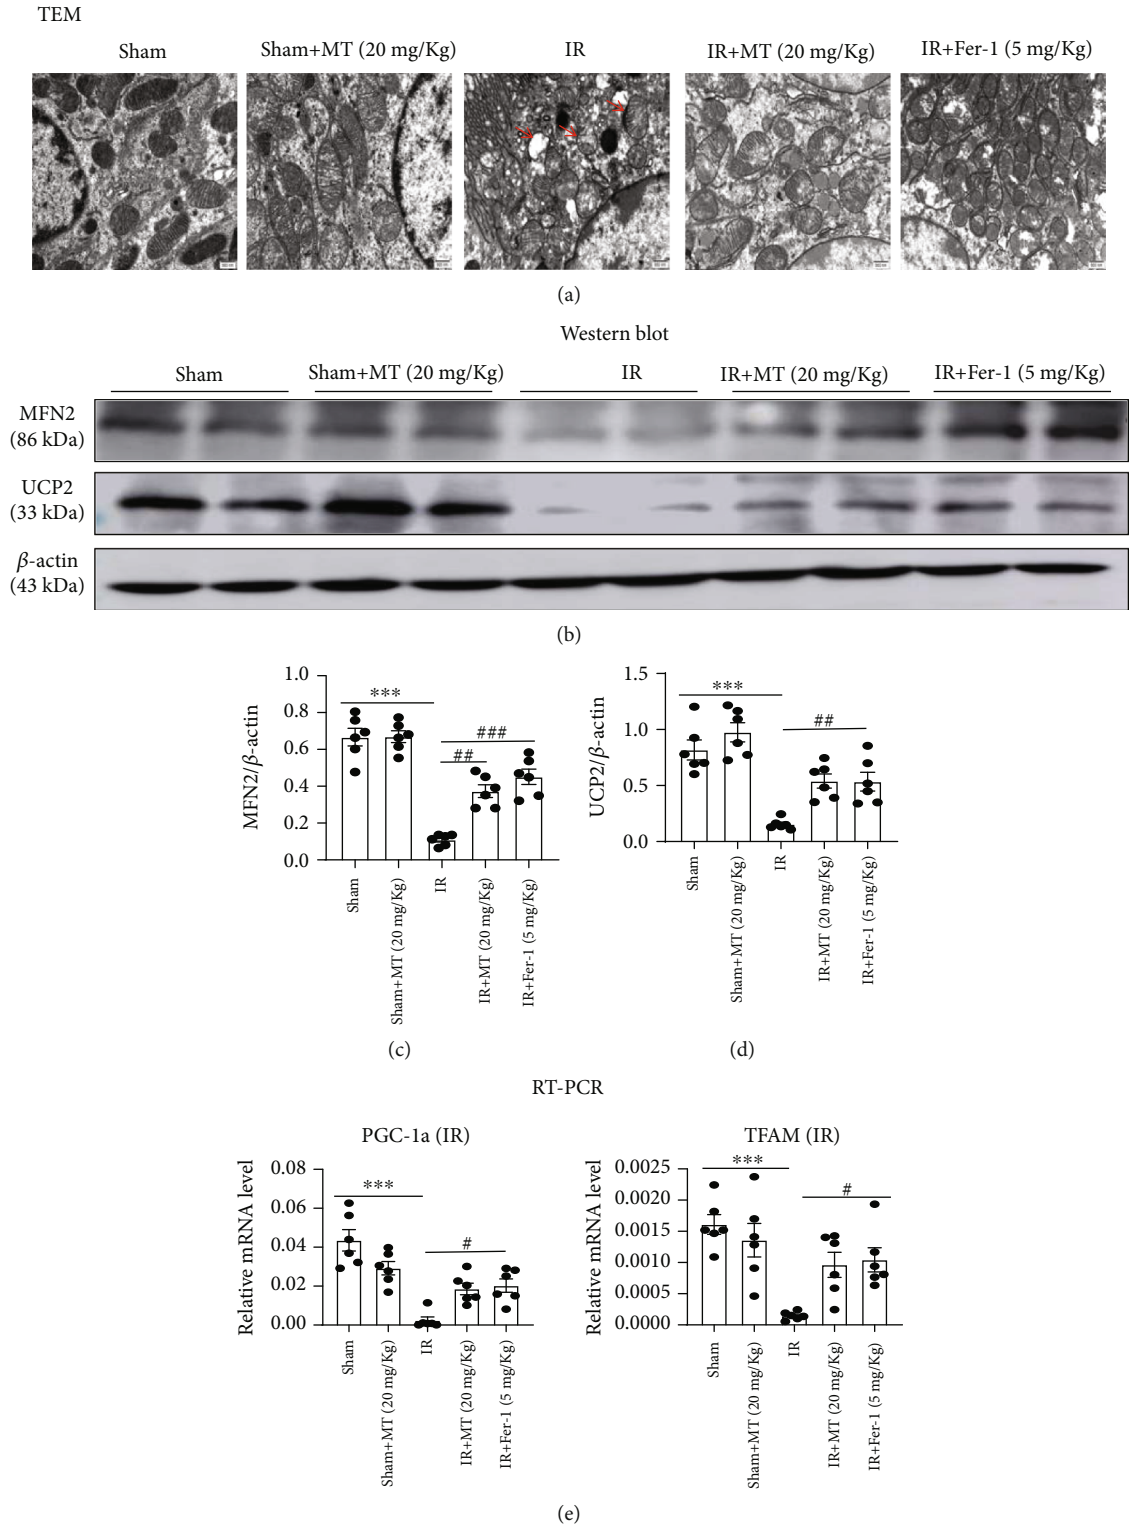 TEM
Sham
Sham+MT (20 mg/Kg)
IR
IR+MT (20 mg/Kg)
IR+Fer-1 (5 mg/Kg)
(a)
Western blot
Sham
Sham+MT (20 mg/Kg)
IR
IR+MT (20 mg/Kg)
IR+Fer-1 (5 mg/Kg)
MFN2
(86 kDa)
UCP2
(33 kDa)
β-actin
(43 kDa)
(b)
MFN2/β-actin
1.0
0.8
0.6
0.4
0.2
0.0
***
##
###
Sham
Sham+MT (20 mg/Kg)
IR
IR+MT (20 mg/Kg)
IR+Fer-1 (5 mg/Kg)
(c)
UCP2/β-actin
1.5
1.0
0.5
0.0
***
##
Sham
Sham+MT (20 mg/Kg)
IR
IR+MT (20 mg/Kg)
IR+Fer-1 (5 mg/Kg)
(d)
RT-PCR
PGC-1a (IR)
Relative mRNA level
0.08
0.06
0.04
0.02
0.00
***
#
Sham
Sham+MT (20 mg/Kg)
IR
IR+MT (20 mg/Kg)
IR+Fer-1 (5 mg/Kg)
TFAM (IR)
Relative mRNA level
0.0025
0.0020
0.0015
0.0010
0.0005
0.0000
***
#
Sham
Sham+MT (20 mg/Kg)
IR
IR+MT (20 mg/Kg)
IR+Fer-1 (5 mg/Kg)
(e)